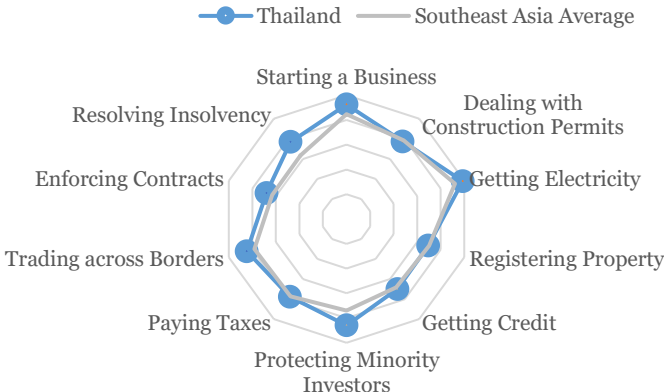 Thailand
Southeast Asia Average
Starting a Business
Dealing with
Construction Permits
Getting Electricity
Registering Property
Getting Credit
Protecting Minority
Investors
Paying Taxes
Trading across Borders
Enforcing Contracts
Resolving Insolvency